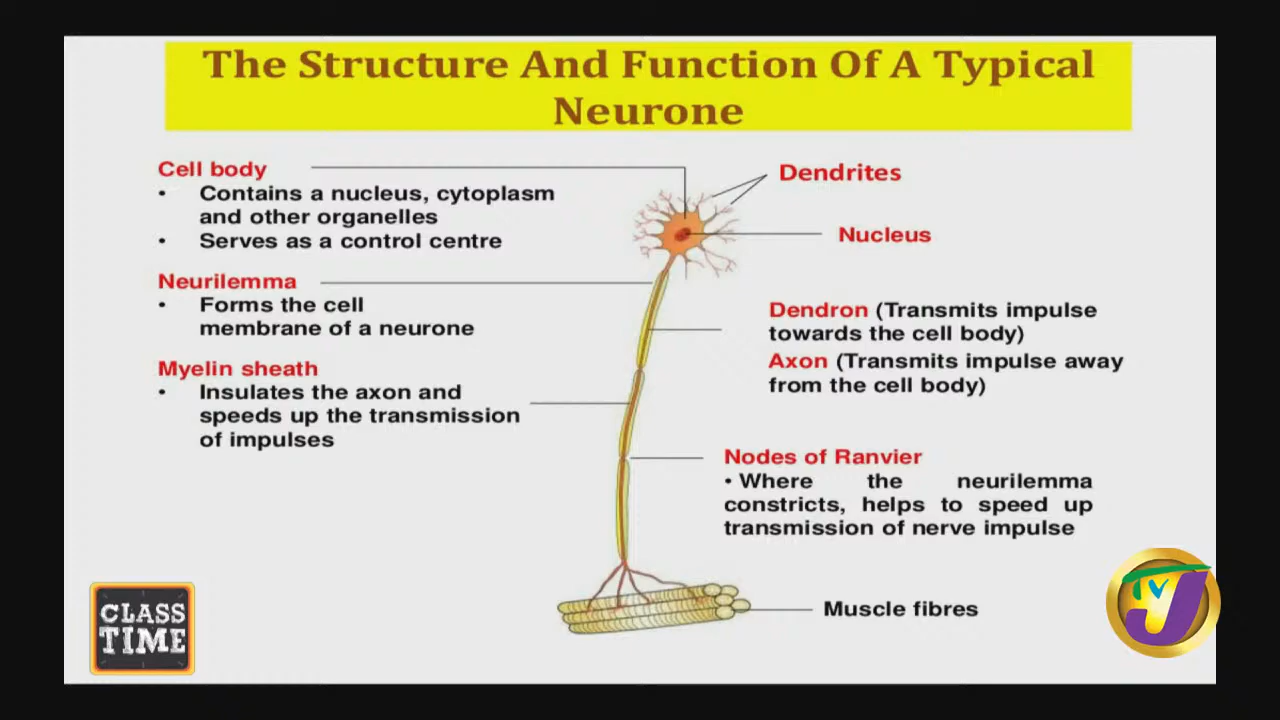 The Structure And Function Of A Typical
Neurone
Cell body
• Contains a nucleus, cytoplasm
and other organelles
• Serves as a control centre
Neurilemma
• Forms the cell
membrane of a neurone
Myelin sheath
• Insulates the axon and
speeds up the transmission
of impulses
Dendrites
Nucleus
Dendron (Transmits impulse
towards the cell body)
Axon (Transmits impulse away
from the cell body)
Nodes of Ranvier
• Where the neurilemma
constricts, helps to speed up
transmission of nerve impulse
Muscle fibres
CLASS
TIME
TVJ